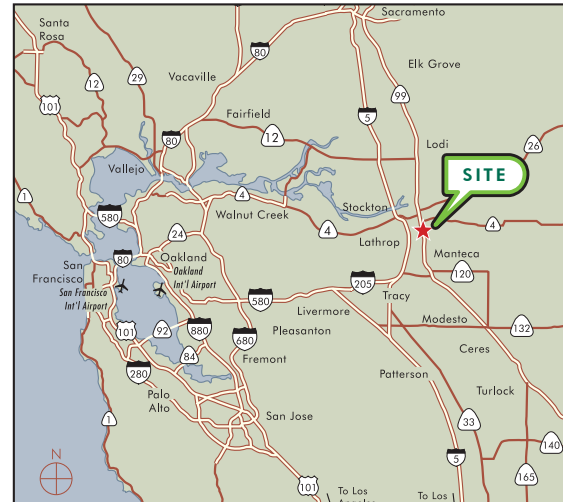 Sacramento
Santa
Rosa
80
Elk Grove
29
Vacaville
12
101
99
5
Fairfield
12
80
Lodi
26
Vallejo
SITE
1
4
Stockton
580
Walnut Creek
4
4
24
Lathrop
80
Oakland
Oakland
Int'l Airport
Manteca
San
Francisco
San Francisco
Int'l Airport
120
205
580
Tracy
Livermore
Modesto
101
92
880
Pleasanton
132
680
84
Fremont
Ceres
280
Patterson
Palo
Alto
Turlock
1
San Jose
33
140
5
N
165
101
To Los
Angeles
To Los